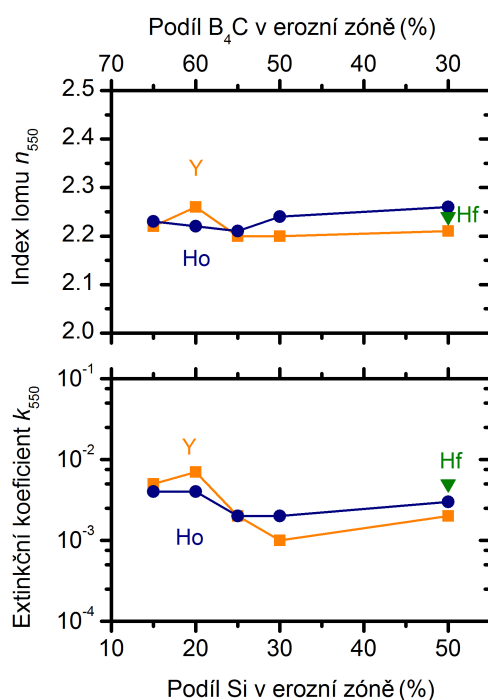 Podíl B₄C v erozní zóně (%)
70 60 50 40 30
2.5
2.4
2.3
2.2
2.1
2.0
Index lomu n₅₅₀
Y
Ho
Hf
10⁻¹
10⁻²
10⁻³
10⁻⁴
Extinkční koeficient k₅₅₀
Y
Ho
Hf
10 20 30 40 50
Podíl Si v erozní zóně (%)